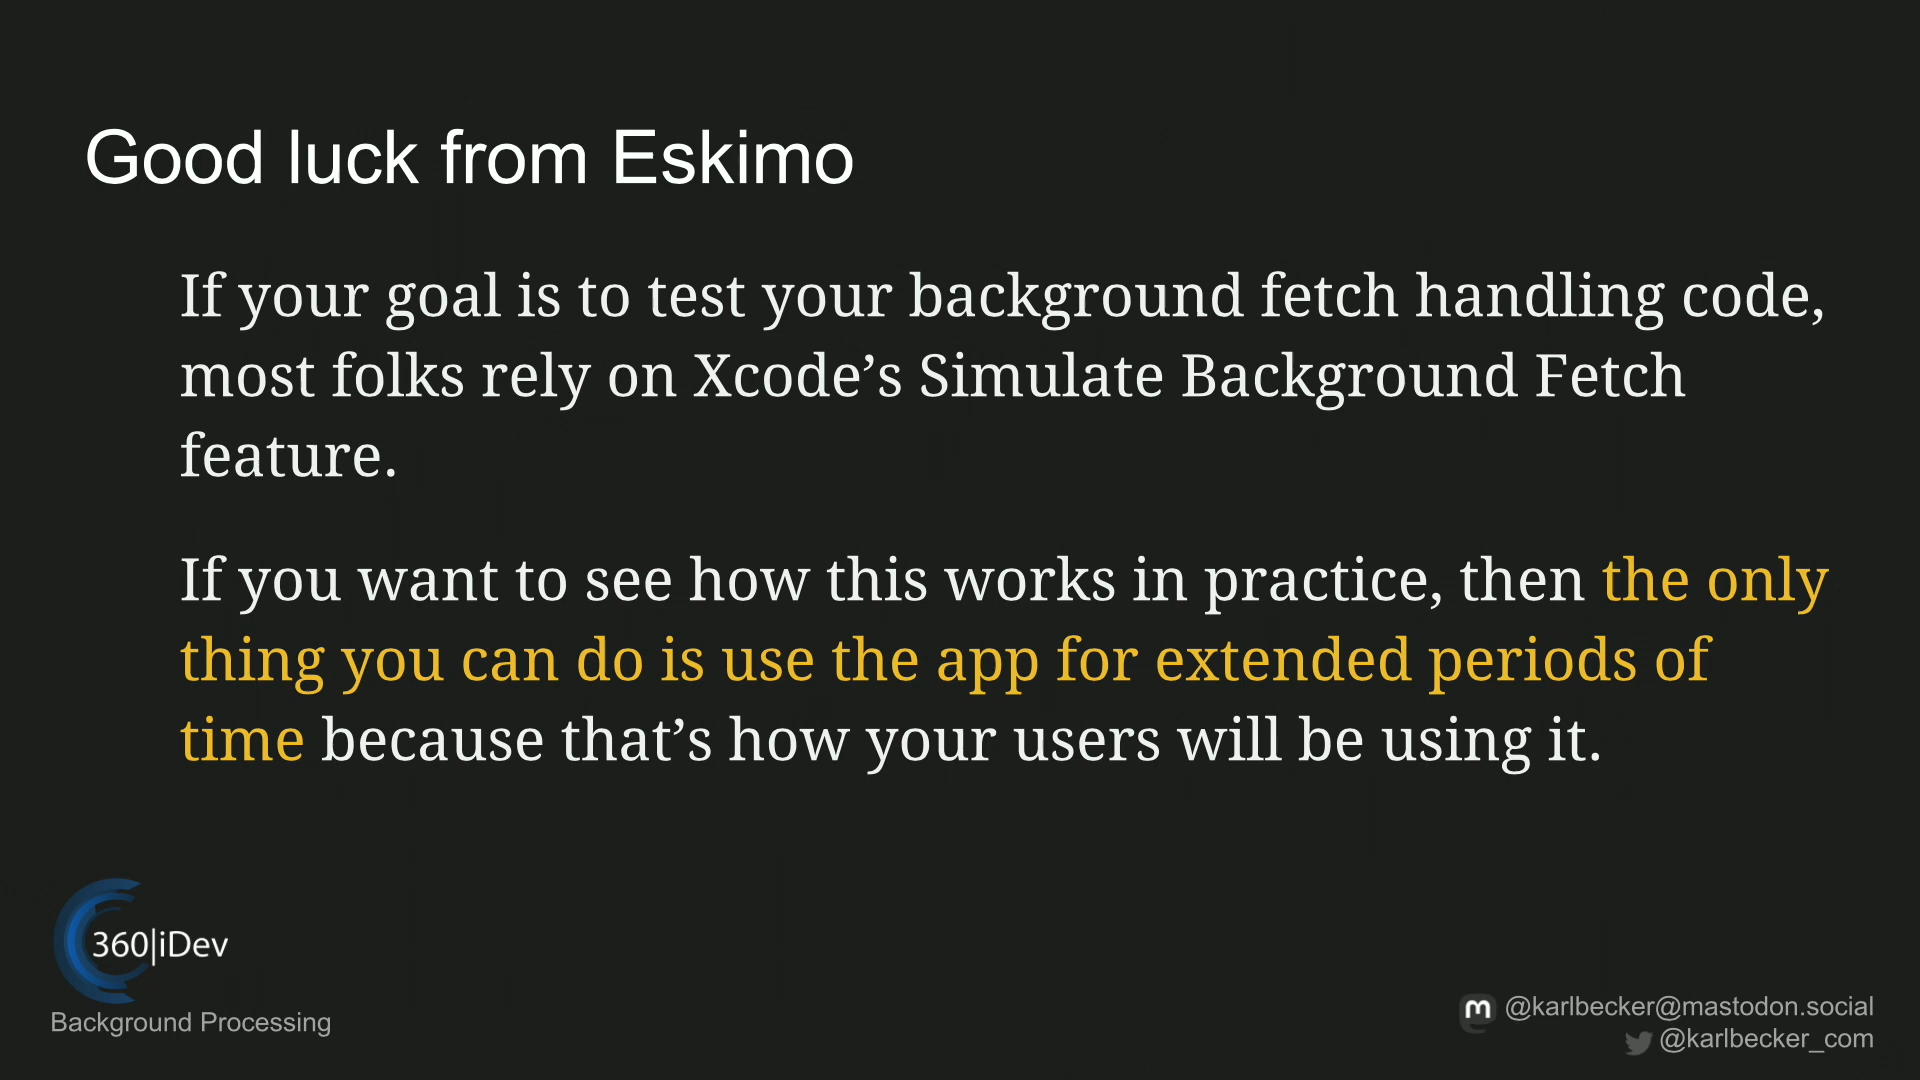 Good luck from Eskimo
If your goal is to test your background fetch handling code,
most folks rely on Xcode’s Simulate Background Fetch
feature.
If you want to see how this works in practice, then the only
thing you can do is use the app for extended periods of
time because that’s how your users will be using it.
360|iDev
Background Processing
@karlbecker@mastodon.social
@karlbecker_com